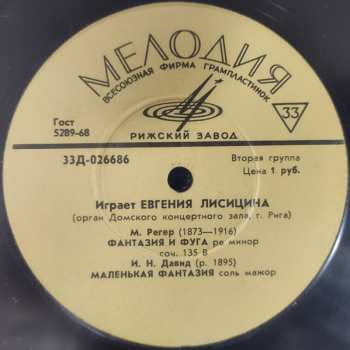 МЕЛОДИЯ
ВСЕСОЮЗНАЯ ФИРМА ГРАМПЛАСТИНОК
33
Гост
5289-68
РИЖСКИЙ ЗАВОД
33Д-026686
Вторая группа
Цена 1 руб.
Играет ЕВГЕНИЯ ЛИСИЦИНА
(орган Домского концертного зала, г. Рига)
М. Регер (1873—1916)
ФАНТАЗИЯ И ФУГА ре минор
соч. 135 В
И. Н. Давид (р. 1895)
МАЛЕНЬКАЯ ФАНТАЗИЯ соль мажор